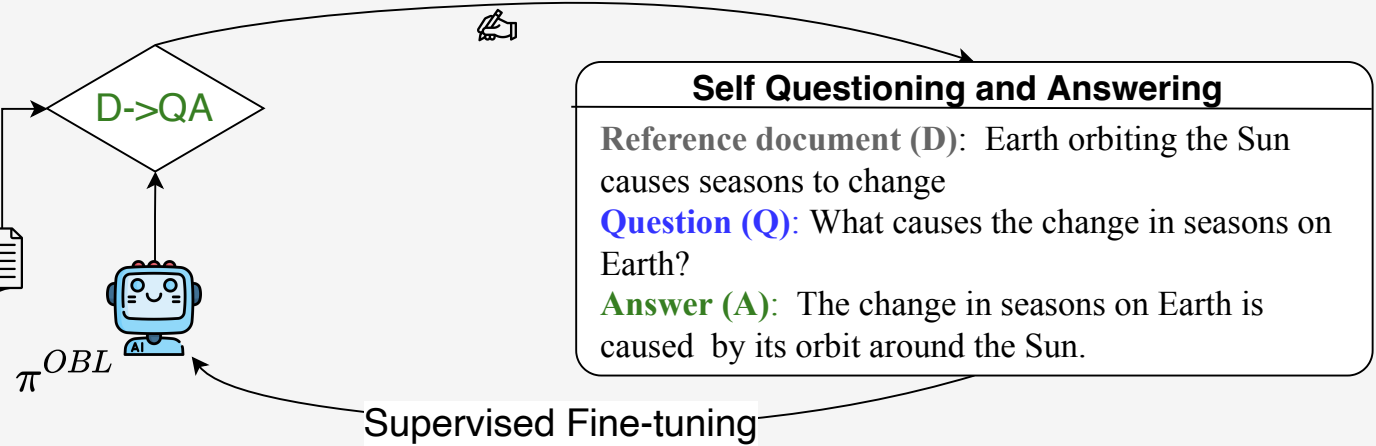 D->QA
Self Questioning and Answering
Reference document (D):  Earth orbiting the Sun
causes seasons to change
Question (Q): What causes the change in seasons on
Earth?
Answer (A):  The change in seasons on Earth is
caused  by its orbit around the Sun.
AI
π^{OBL}
Supervised Fine-tuning